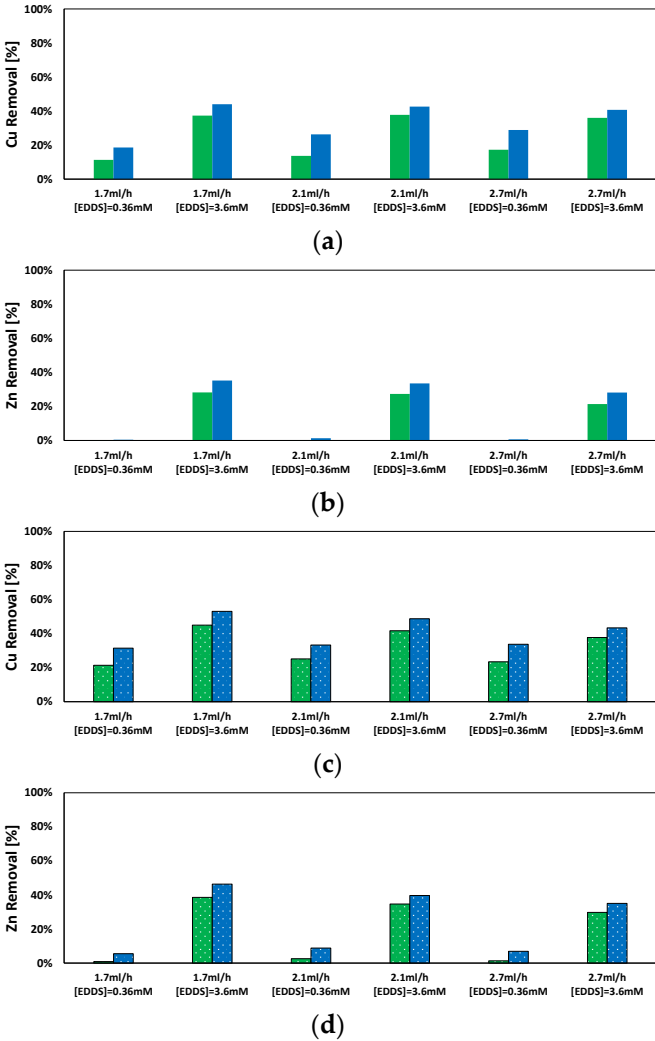 100%
80%
60%
40%
20%
0%
Cu Removal [%]
1.7ml/h 1.7ml/h 2.1ml/h 2.1ml/h 2.7ml/h 2.7ml/h
[EDDS]=0.36mM [EDDS]=3.6mM [EDDS]=0.36mM [EDDS]=3.6mM [EDDS]=0.36mM [EDDS]=3.6mM
(a)
100%
80%
60%
40%
20%
0%
Zn Removal [%]
1.7ml/h 1.7ml/h 2.1ml/h 2.1ml/h 2.7ml/h 2.7ml/h
[EDDS]=0.36mM [EDDS]=3.6mM [EDDS]=0.36mM [EDDS]=3.6mM [EDDS]=0.36mM [EDDS]=3.6mM
(b)
100%
80%
60%
40%
20%
0%
Cu Removal [%]
1.7ml/h 1.7ml/h 2.1ml/h 2.1ml/h 2.7ml/h 2.7ml/h
[EDDS]=0.36mM [EDDS]=3.6mM [EDDS]=0.36mM [EDDS]=3.6mM [EDDS]=0.36mM [EDDS]=3.6mM
(c)
100%
80%
60%
40%
20%
0%
Zn Removal [%]
1.7ml/h 1.7ml/h 2.1ml/h 2.1ml/h 2.7ml/h 2.7ml/h
[EDDS]=0.36mM [EDDS]=3.6mM [EDDS]=0.36mM [EDDS]=3.6mM [EDDS]=0.36mM [EDDS]=3.6mM
(d)